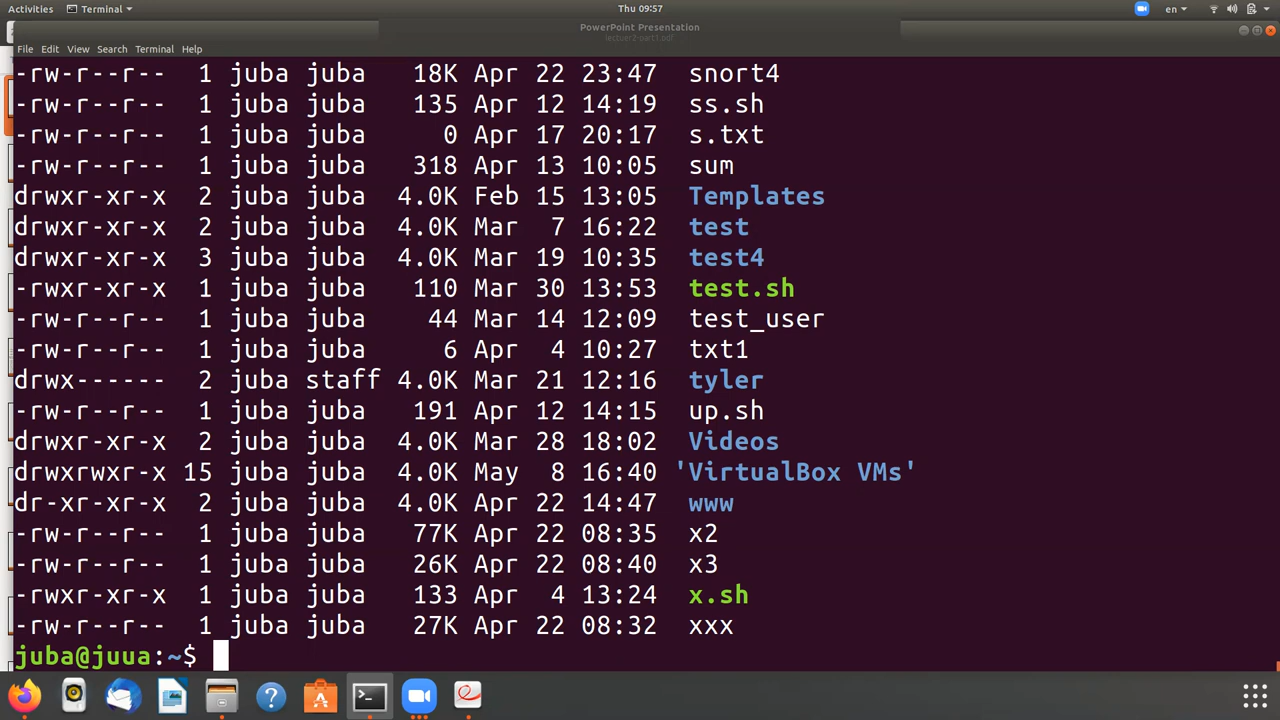 Activities Terminal Thu 09:57 en
PowerPoint Presentation
lectuer2-part1.pdf
File Edit View Search Terminal Help
-rw-r--r-- 1 juba juba 18K Apr 22 23:47 snort4
-rw-r--r-- 1 juba juba 135 Apr 12 14:19 ss.sh
-rw-r--r-- 1 juba juba 0 Apr 17 20:17 s.txt
-rw-r--r-- 1 juba juba 318 Apr 13 10:05 sum
drwxr-xr-x 2 juba juba 4.0K Feb 15 13:05 Templates
drwxr-xr-x 2 juba juba 4.0K Mar 7 16:22 test
drwxr-xr-x 3 juba juba 4.0K Mar 19 10:35 test4
-rwxr-xr-x 1 juba juba 110 Mar 30 13:53 test.sh
-rw-r--r-- 1 juba juba 44 Mar 14 12:09 test_user
-rw-r--r-- 1 juba juba 6 Apr 4 10:27 txt1
drwx------ 2 juba staff 4.0K Mar 21 12:16 tyler
-rw-r--r-- 1 juba juba 191 Apr 12 14:15 up.sh
drwxr-xr-x 2 juba juba 4.0K Mar 28 18:02 Videos
drwxrwxr-x 15 juba juba 4.0K May 8 16:40 'VirtualBox VMs'
dr-xr-xr-x 2 juba juba 4.0K Apr 22 14:47 www
-rw-r--r-- 1 juba juba 77K Apr 22 08:35 x2
-rw-r--r-- 1 juba juba 26K Apr 22 08:40 x3
-rwxr-xr-x 1 juba juba 133 Apr 4 13:24 x.sh
-rw-r--r-- 1 juba juba 27K Apr 22 08:32 xxx
juba@juua:~$